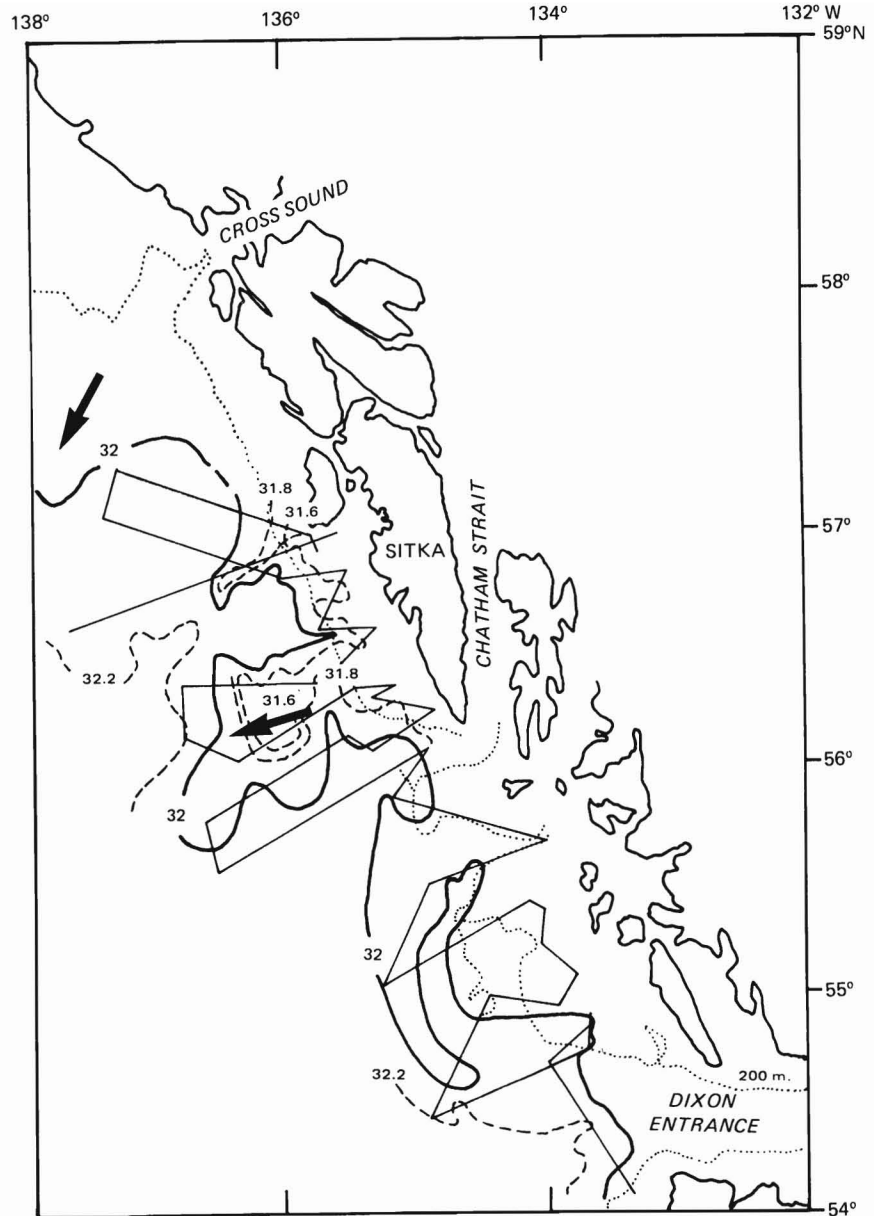 138°
136°
134°
132° W
59°N
CROSS SOUND
58°
32
31.8
31.6
57°
SITKA
CHATHAM STRAIT
32.2
31.8
31.6
56°
32
32
55°
32.2
200 m.
DIXON
ENTRANCE
54°